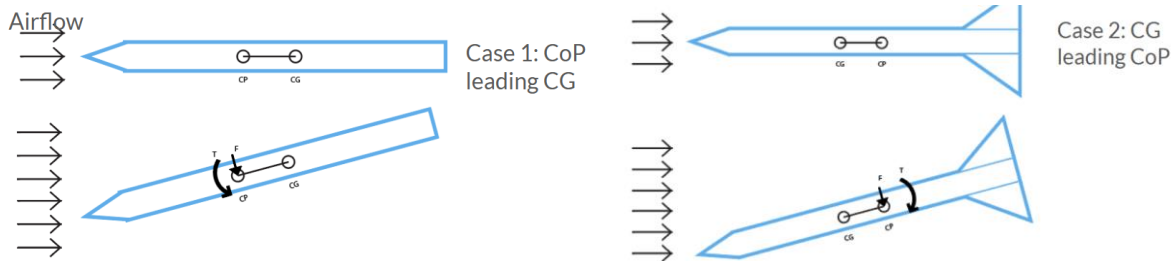 Airflow
CP
CG
Case 1: CoP
leading CG
T
F
CP
CG
CG
CP
Case 2: CG
leading CoP
F
T
CG
CP